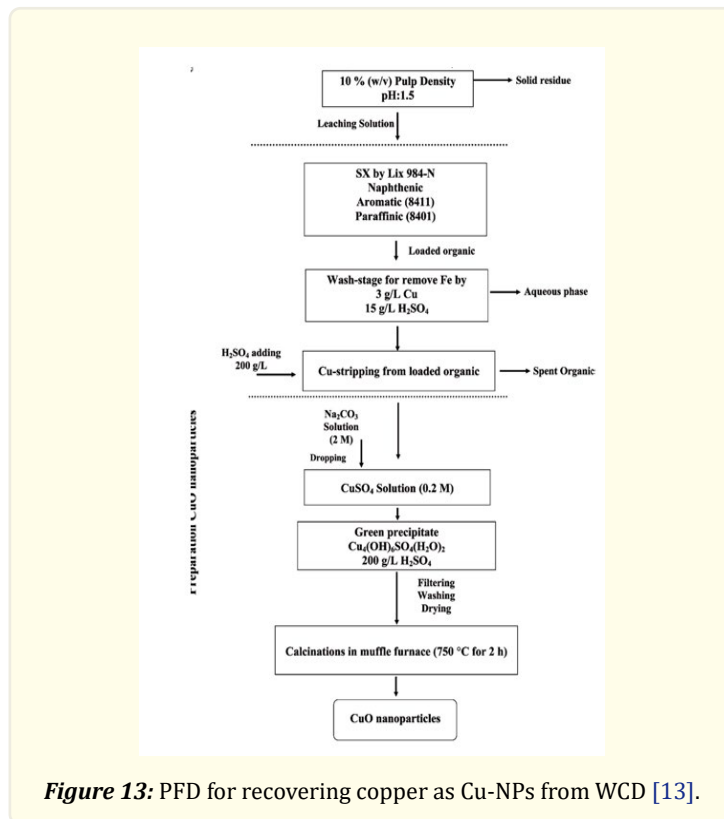 ,
10 % (w/v) Pulp Density
pH:1.5
Solid residue
Leaching Solution
SX by Lix 984-N
Naphthenic
Aromatic (8411)
Paraffinic (8401)
Loaded organic
Wash-stage for remove Fe by
3 g/L Cu
15 g/L H₂SO₄
Aqueous phase
H₂SO₄ adding
200 g/L
Cu-stripping from loaded organic
Spent Organic
Preparation CuO nanoparticles
Na₂CO₃
Solution
(2 M)
Dropping
CuSO₄ Solution (0.2 M)
Green precipitate
Cu₄(OH)₆SO₄(H₂O)₂
200 g/L H₂SO₄
Filtering
Washing
Drying
Calcinations in muffle furnace (750 °C for 2 h)
CuO nanoparticles
Figure 13: PFD for recovering copper as Cu-NPs from WCD [13].